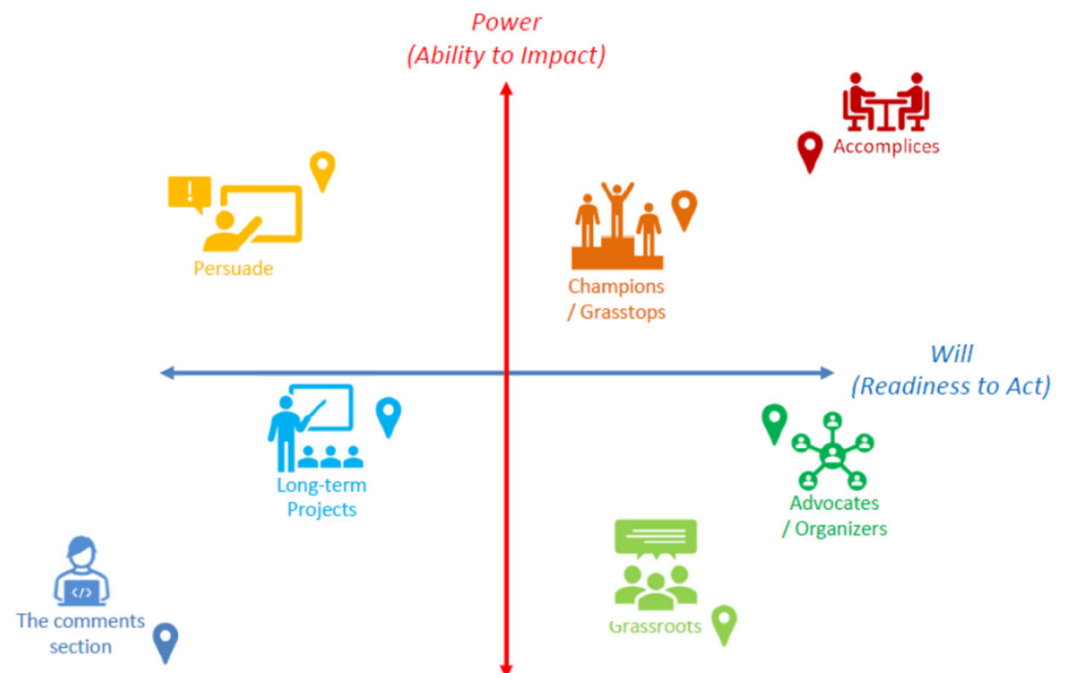 Power
(Ability to Impact)
!
Accomplices
Persuade
Champions
/ Grasstops
Will
(Readiness to Act)
Long-term
Projects
Advocates
/ Organizers
</>
The comments
section
Grassroots